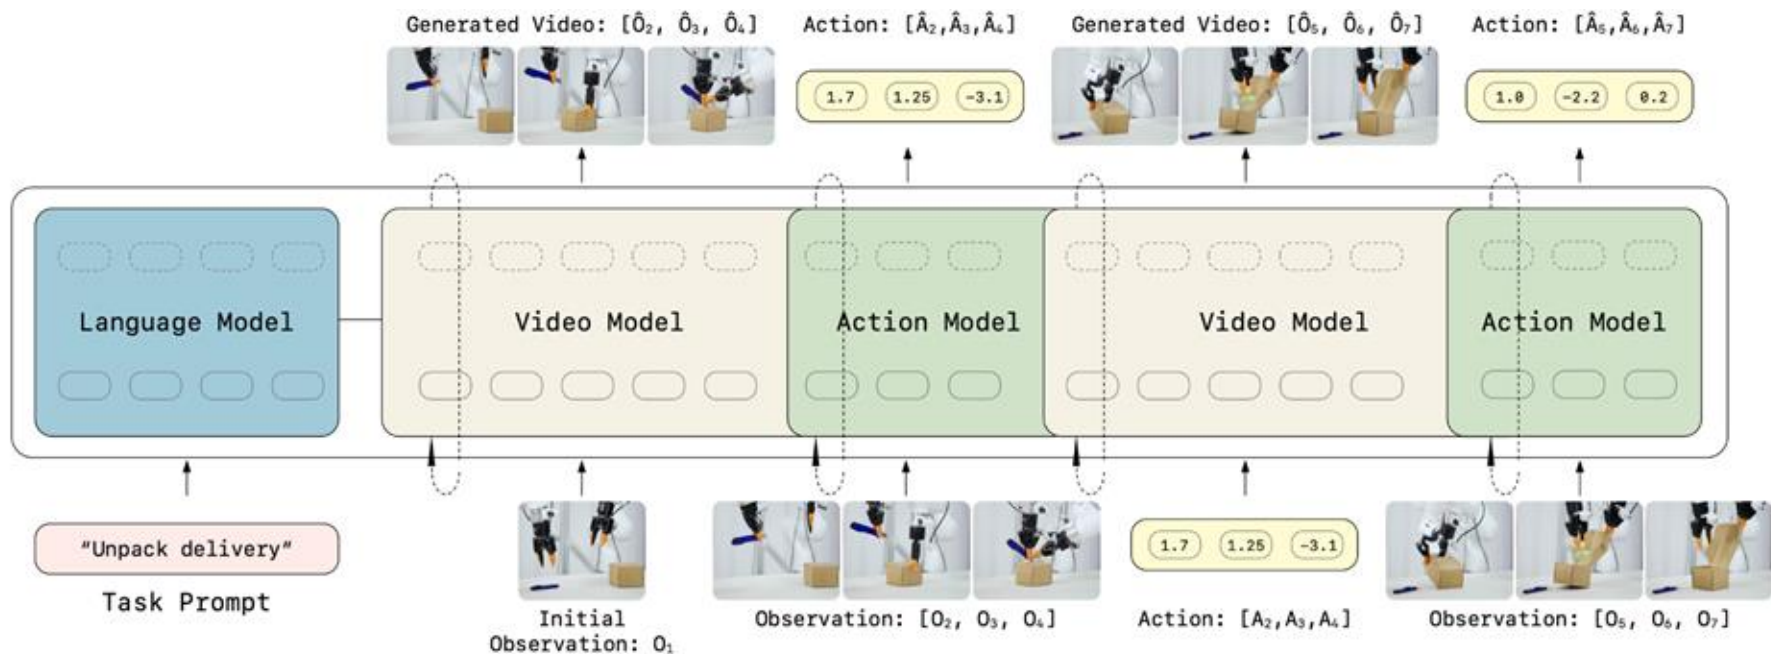 Generated Video: [Ô₂, Ô₃, Ô₄]
Action: [Â₂,Â₃,Â₄]
Generated Video: [Ô₅, Ô₆, Ô₇]
Action: [Â₅,Â₆,Â₇]
1.7 1.25 -3.1
1.0 -2.2 0.2
Language Model
Video Model
Action Model
Video Model
Action Model
“Unpack delivery”
Task Prompt
Initial
Observation: O₁
Observation: [O₂, O₃, O₄]
1.7 1.25 -3.1
Action: [A₂,A₃,A₄]
Observation: [O₅, O₆, O₇]